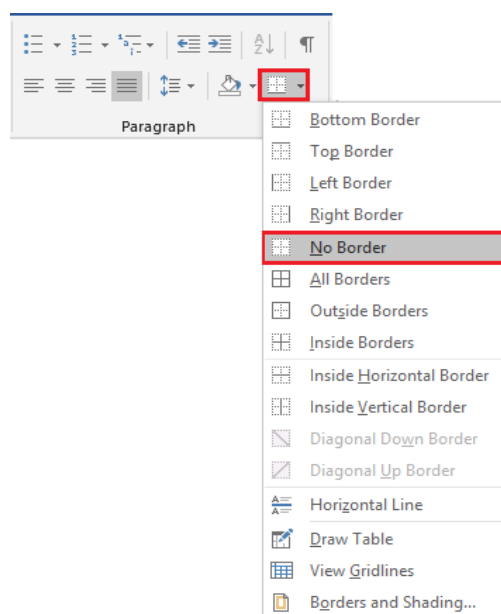 Paragraph
Bottom Border
Top Border
Left Border
Right Border
No Border
All Borders
Outside Borders
Inside Borders
Inside Horizontal Border
Inside Vertical Border
Diagonal Down Border
Diagonal Up Border
Horizontal Line
Draw Table
View Gridlines
Borders and Shading...